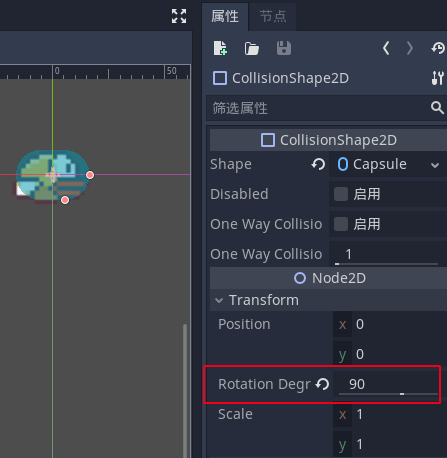 属性 节点
0 50
CollisionShape2D
筛选属性
CollisionShape2D
Shape Capsule
Disabled 启用
One Way Collisio 启用
One Way Collisio 1
Node2D
Transform
Position x 0
y 0
Rotation Degr 90
Scale x 1
y 1